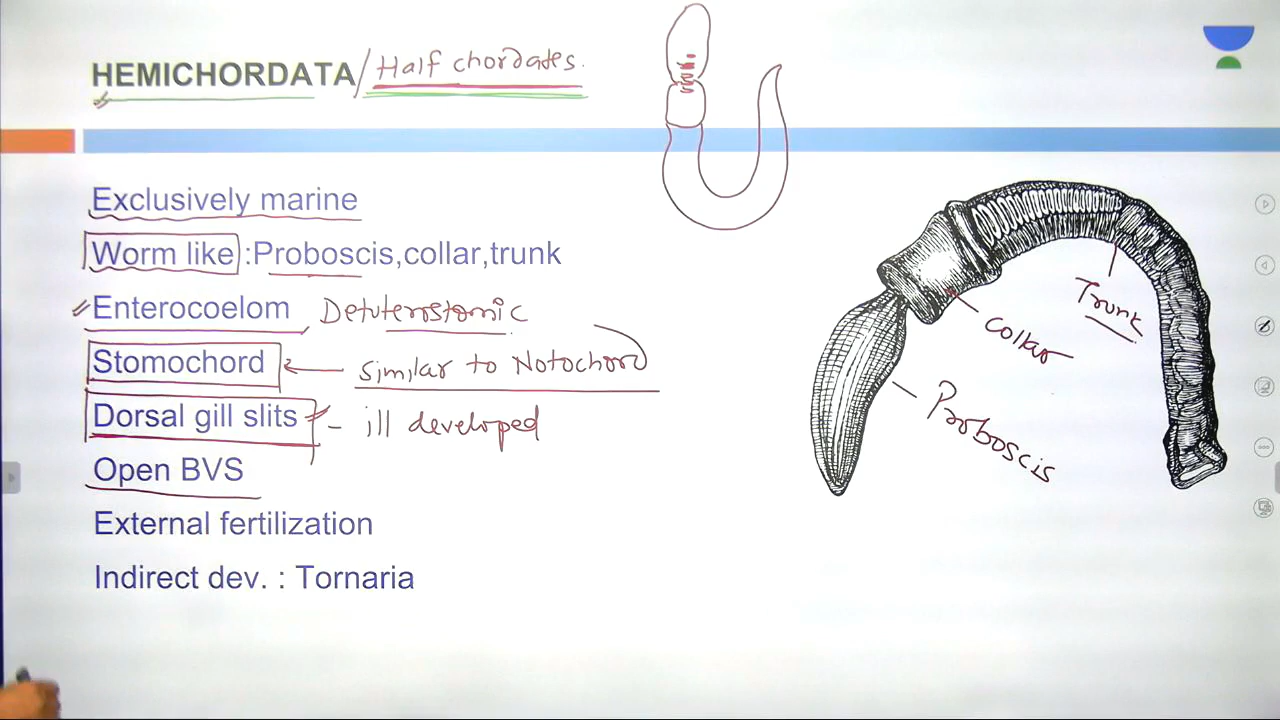 HEMICHORDATA/Half chordates.
Exclusively marine
Worm like :Proboscis,collar,trunk
Enterocoelom Detuterostomic
Stomochord similar to Notochord
Dorsal gill slits - ill developed
Open BVS
External fertilization
Indirect dev. : Tornaria
Trunk
collar
Proboscis